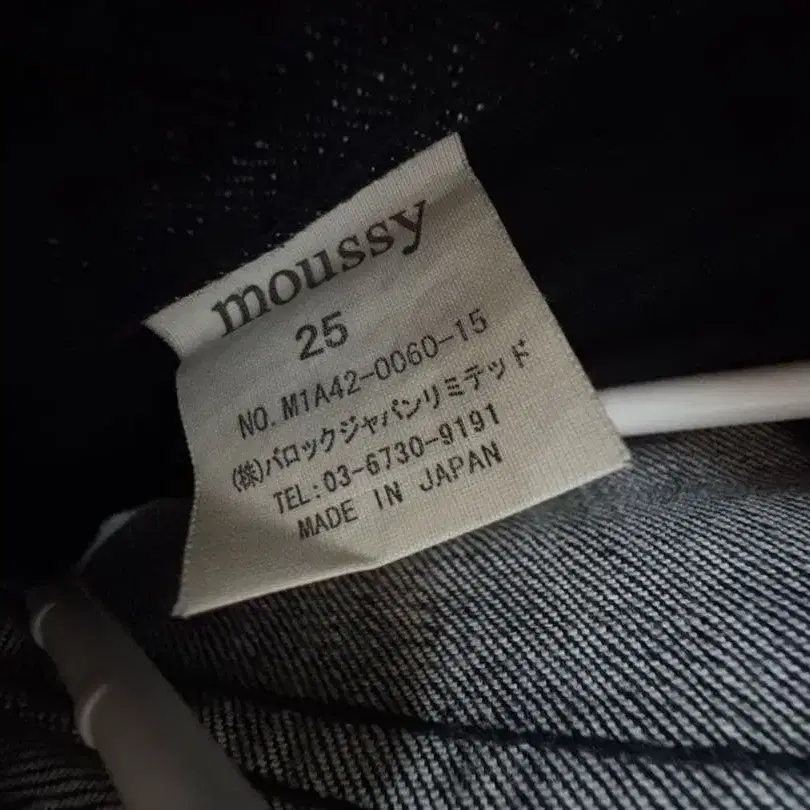 moussy
25
NO. M1A42-0060-15
(株)バロックジャパンリミテッド
TEL:03-6730-9191
MADE IN JAPAN